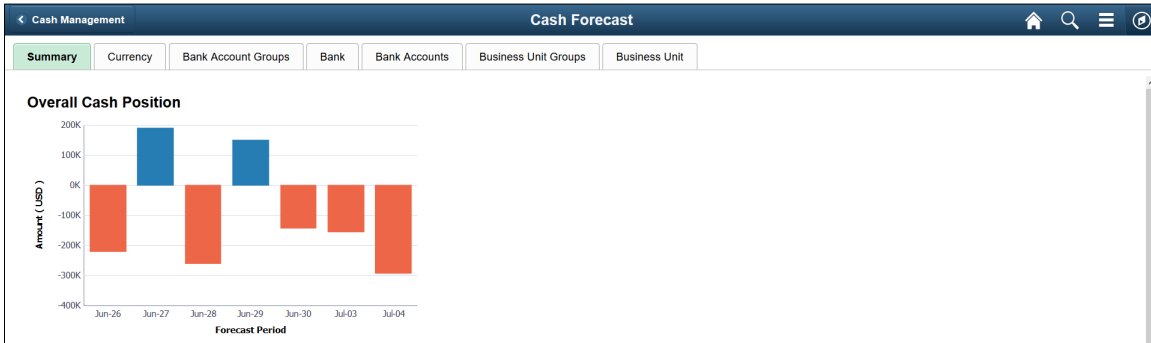 Cash Management
Cash Forecast
Summary Currency Bank Account Groups Bank Bank Accounts Business Unit Groups Business Unit
Overall Cash Position
200K
100K
0K
-100K
-200K
-300K
-400K
Amount ( USD )
Jun-26 Jun-27 Jun-28 Jun-29 Jun-30 Jul-03 Jul-04
Forecast Period